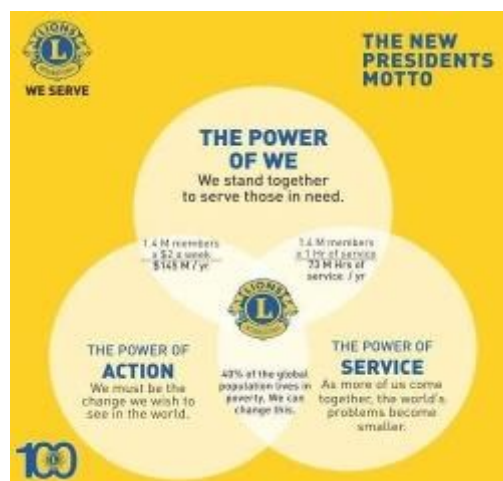 LIONS
L
INTERNATIONAL
WE SERVE
THE NEW
PRESIDENTS
MOTTO
THE POWER
OF WE
We stand together
to serve those in need.
1.4 M members
x $2 a week
$145 M / yr
1.4 M members
x 1 Hr of service
73 M Hrs of
service / yr
LIONS
L
INTERNATIONAL
THE POWER OF
ACTION
We must be the
change we wish to
see in the world.
40% of the global
population lives in
poverty. We can
change this.
THE POWER OF
SERVICE
As more of us come
together, the world's
problems become
smaller.
100